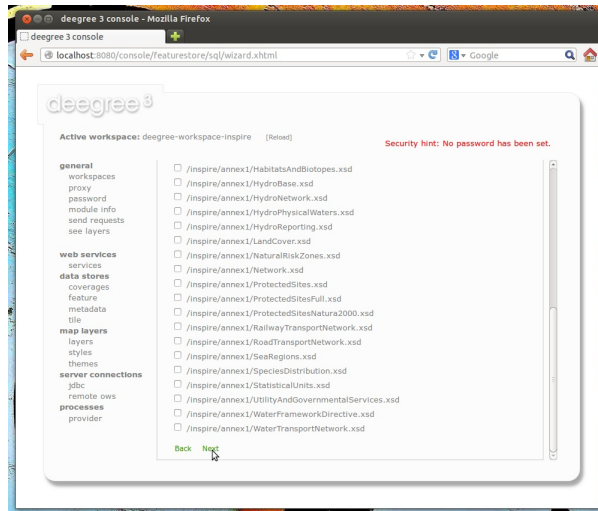 deegree 3 console - Mozilla Firefox
deegree 3 console
localhost:8080/console/featurestore/sql/wizard.xhtml
Google
deegree 3
Active workspace: deegree-workspace-inspire [Reload]
Security hint: No password has been set.
general
workspaces
proxy
password
module info
send requests
see layers
web services
services
data stores
coverages
feature
metadata
tile
map layers
layers
styles
themes
server connections
jdbc
remote ows
processes
provider
/inspire/annex1/HabitatsAndBiotopes.xsd
/inspire/annex1/HydroBase.xsd
/inspire/annex1/HydroNetwork.xsd
/inspire/annex1/HydroPhysicalWaters.xsd
/inspire/annex1/HydroReporting.xsd
/inspire/annex1/LandCover.xsd
/inspire/annex1/NaturalRiskZones.xsd
/inspire/annex1/Network.xsd
/inspire/annex1/ProtectedSites.xsd
/inspire/annex1/ProtectedSitesFull.xsd
/inspire/annex1/ProtectedSitesNatura2000.xsd
/inspire/annex1/RailwayTransportNetwork.xsd
/inspire/annex1/RoadTransportNetwork.xsd
/inspire/annex1/SeaRegions.xsd
/inspire/annex1/SpeciesDistribution.xsd
/inspire/annex1/StatisticalUnits.xsd
/inspire/annex1/UtilityAndGovernmentalServices.xsd
/inspire/annex1/WaterFrameworkDirective.xsd
/inspire/annex1/WaterTransportNetwork.xsd
Back Next